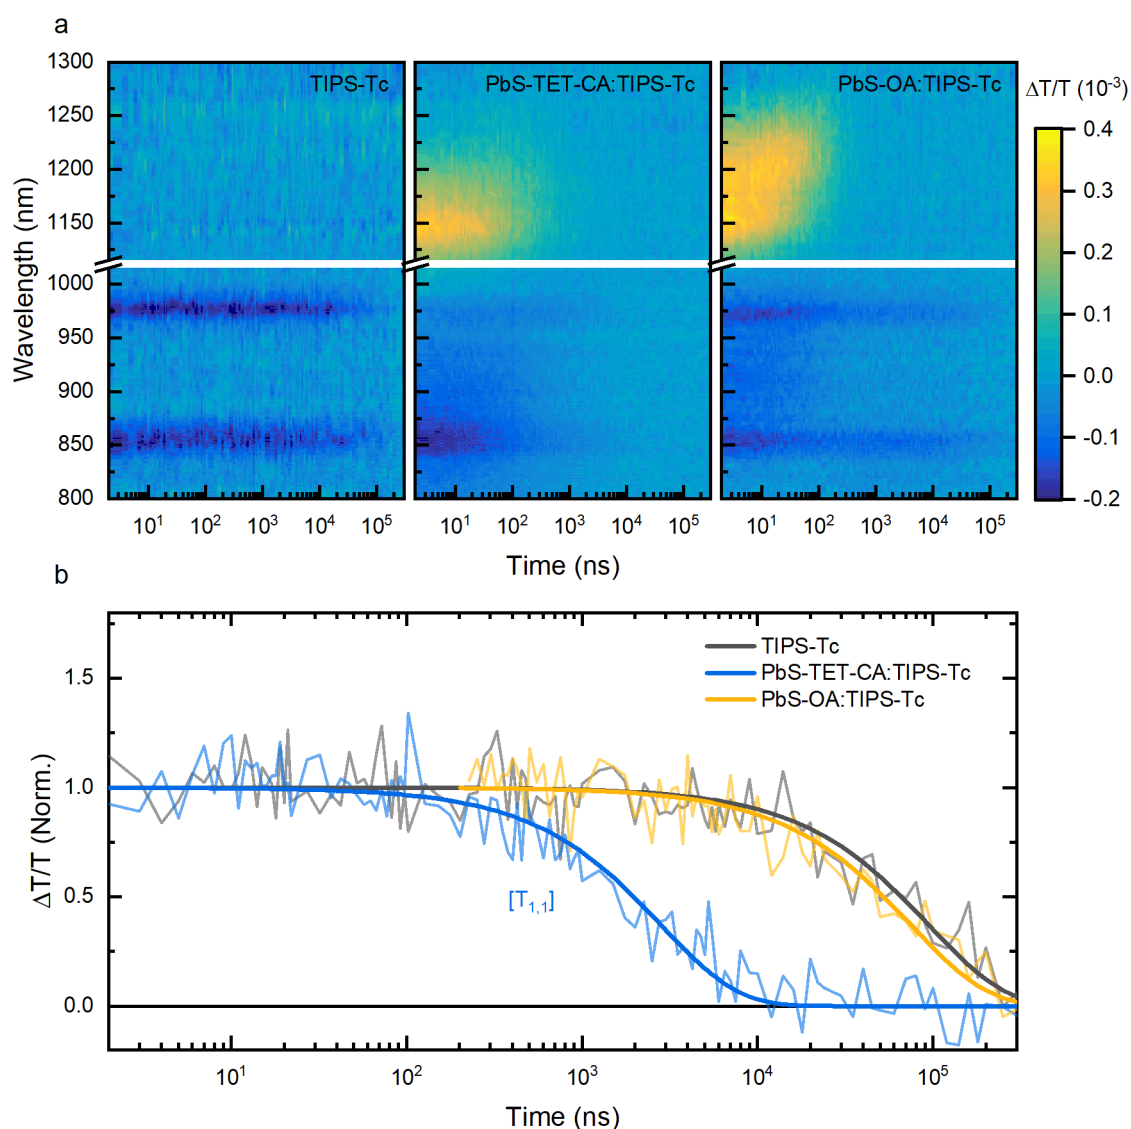 a
TIPS-Tc
PbS-TET-CA:TIPS-Tc
PbS-OA:TIPS-Tc
ΔT/T (10⁻³)
Wavelength (nm)
1300
1250
1200
1150
1000
950
900
850
800
0.4
0.3
0.2
0.1
0.0
-0.1
-0.2
10¹ 10² 10³ 10⁴ 10⁵ 10¹ 10² 10³ 10⁴ 10⁵ 10¹ 10² 10³ 10⁴ 10⁵
Time (ns)
b
TIPS-Tc
PbS-TET-CA:TIPS-Tc
PbS-OA:TIPS-Tc
ΔT/T (Norm.)
1.5
1.0
0.5
0.0
[T₁,₁]
10¹ 10² 10³ 10⁴ 10⁵
Time (ns)